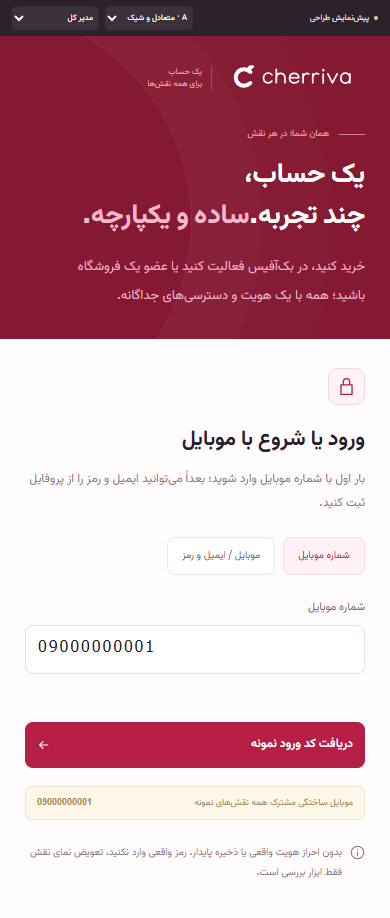 پیش‌نمایش طراحی
A · متعادل و شیک
مدیر کل
cherriva
یک حساب
برای همه نقش‌ها
همان شما؛ در هر نقش
یک حساب،
چند تجربه.ساده و یکپارچه.
خرید کنید، در بک‌آفیس فعالیت کنید یا عضو یک فروشگاه
باشید؛ همه با یک هویت و دسترسی‌های جداگانه.
ورود یا شروع با موبایل
بار اول با شماره موبایل وارد شوید؛ بعداً می‌توانید ایمیل و رمز را از پروفایل
ثبت کنید.
شماره موبایل
موبایل / ایمیل و رمز
شماره موبایل
09000000001
دریافت کد ورود نمونه
موبایل ساختگی مشترک همه نقش‌های نمونه
09000000001
بدون احراز هویت واقعی یا ذخیره پایدار. رمز واقعی وارد نکنید. تعویض نمای نقش
فقط ابزار بررسی است.